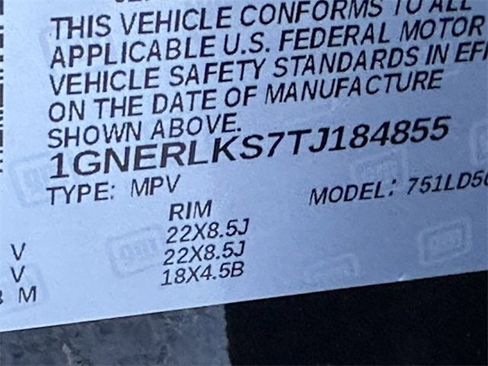 THIS VEHICLE CONFORMS TO ALL
APPLICABLE U.S. FEDERAL MOTOR
VEHICLE SAFETY STANDARDS IN EF
ON THE DATE OF MANUFACTURE
SHOWN ABOVE.
1GNERLKS7TJ184855
TYPE: MPV MODEL: 751LD5
RIM
V 22X8.5J
V 22X8.5J
M 18X4.5B